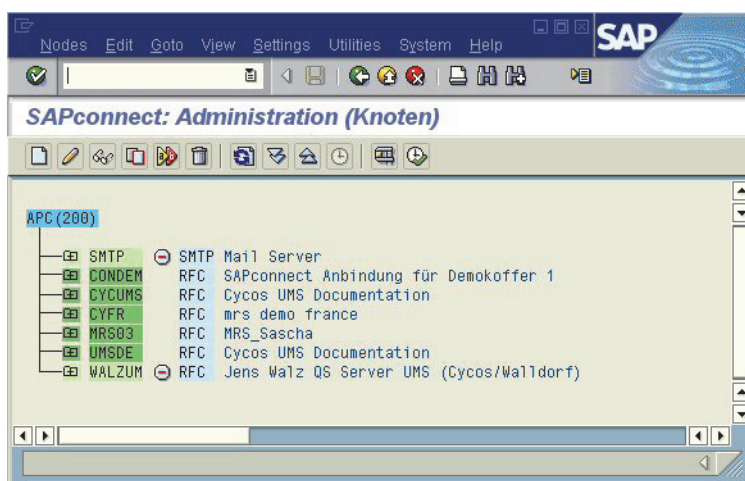 Nodes Edit Goto View Settings Utilities System Help
SAP
SAPconnect: Administration (Knoten)
APC(200)
SMTP SMTP Mail Server
CONDEM RFC SAPconnect Anbindung für Demokoffer 1
CYCUMS RFC Cycos UMS Documentation
CYFR RFC mrs demo france
MRS03 RFC MRS_Sascha
UMSDE RFC Cycos UMS Documentation
WALZUM RFC Jens Walz QS Server UMS (Cycos/Walldorf)